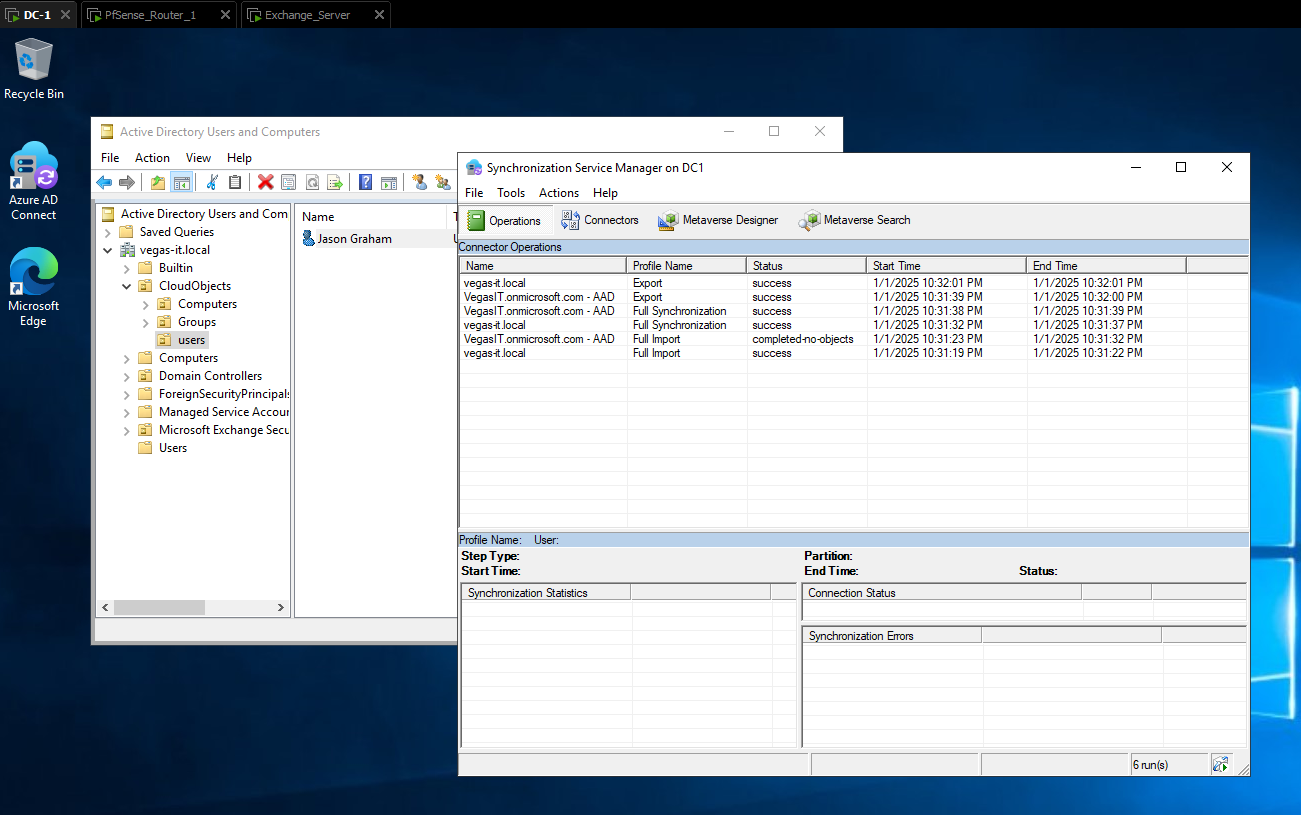 DC-1 PfSense_Router_1 Exchange_Server
Recycle Bin
Azure AD
Connect
Microsoft
Edge
Active Directory Users and Computers
File Action View Help
Active Directory Users and Com
Saved Queries
vegas-it.local
Builtin
CloudObjects
Computers
Groups
users
Computers
Domain Controllers
ForeignSecurityPrincipals
Managed Service Accour
Microsoft Exchange Secu
Users
Name
Jason Graham
Synchronization Service Manager on DC1
File Tools Actions Help
Operations Connectors Metaverse Designer Metaverse Search
Connector Operations
Name Profile Name Status Start Time End Time
vegas-it.local Export success 1/1/2025 10:32:01 PM 1/1/2025 10:32:01 PM
VegasIT.onmicrosoft.com - AAD Export success 1/1/2025 10:31:39 PM 1/1/2025 10:32:00 PM
VegasIT.onmicrosoft.com - AAD Full Synchronization success 1/1/2025 10:31:38 PM 1/1/2025 10:31:39 PM
vegas-it.local Full Synchronization success 1/1/2025 10:31:32 PM 1/1/2025 10:31:37 PM
VegasIT.onmicrosoft.com - AAD Full Import completed-no-objects 1/1/2025 10:31:23 PM 1/1/2025 10:31:32 PM
vegas-it.local Full Import success 1/1/2025 10:31:19 PM 1/1/2025 10:31:22 PM
Profile Name: User:
Step Type: Partition:
Start Time: End Time: Status:
Synchronization Statistics
Connection Status
Synchronization Errors
6 run(s)